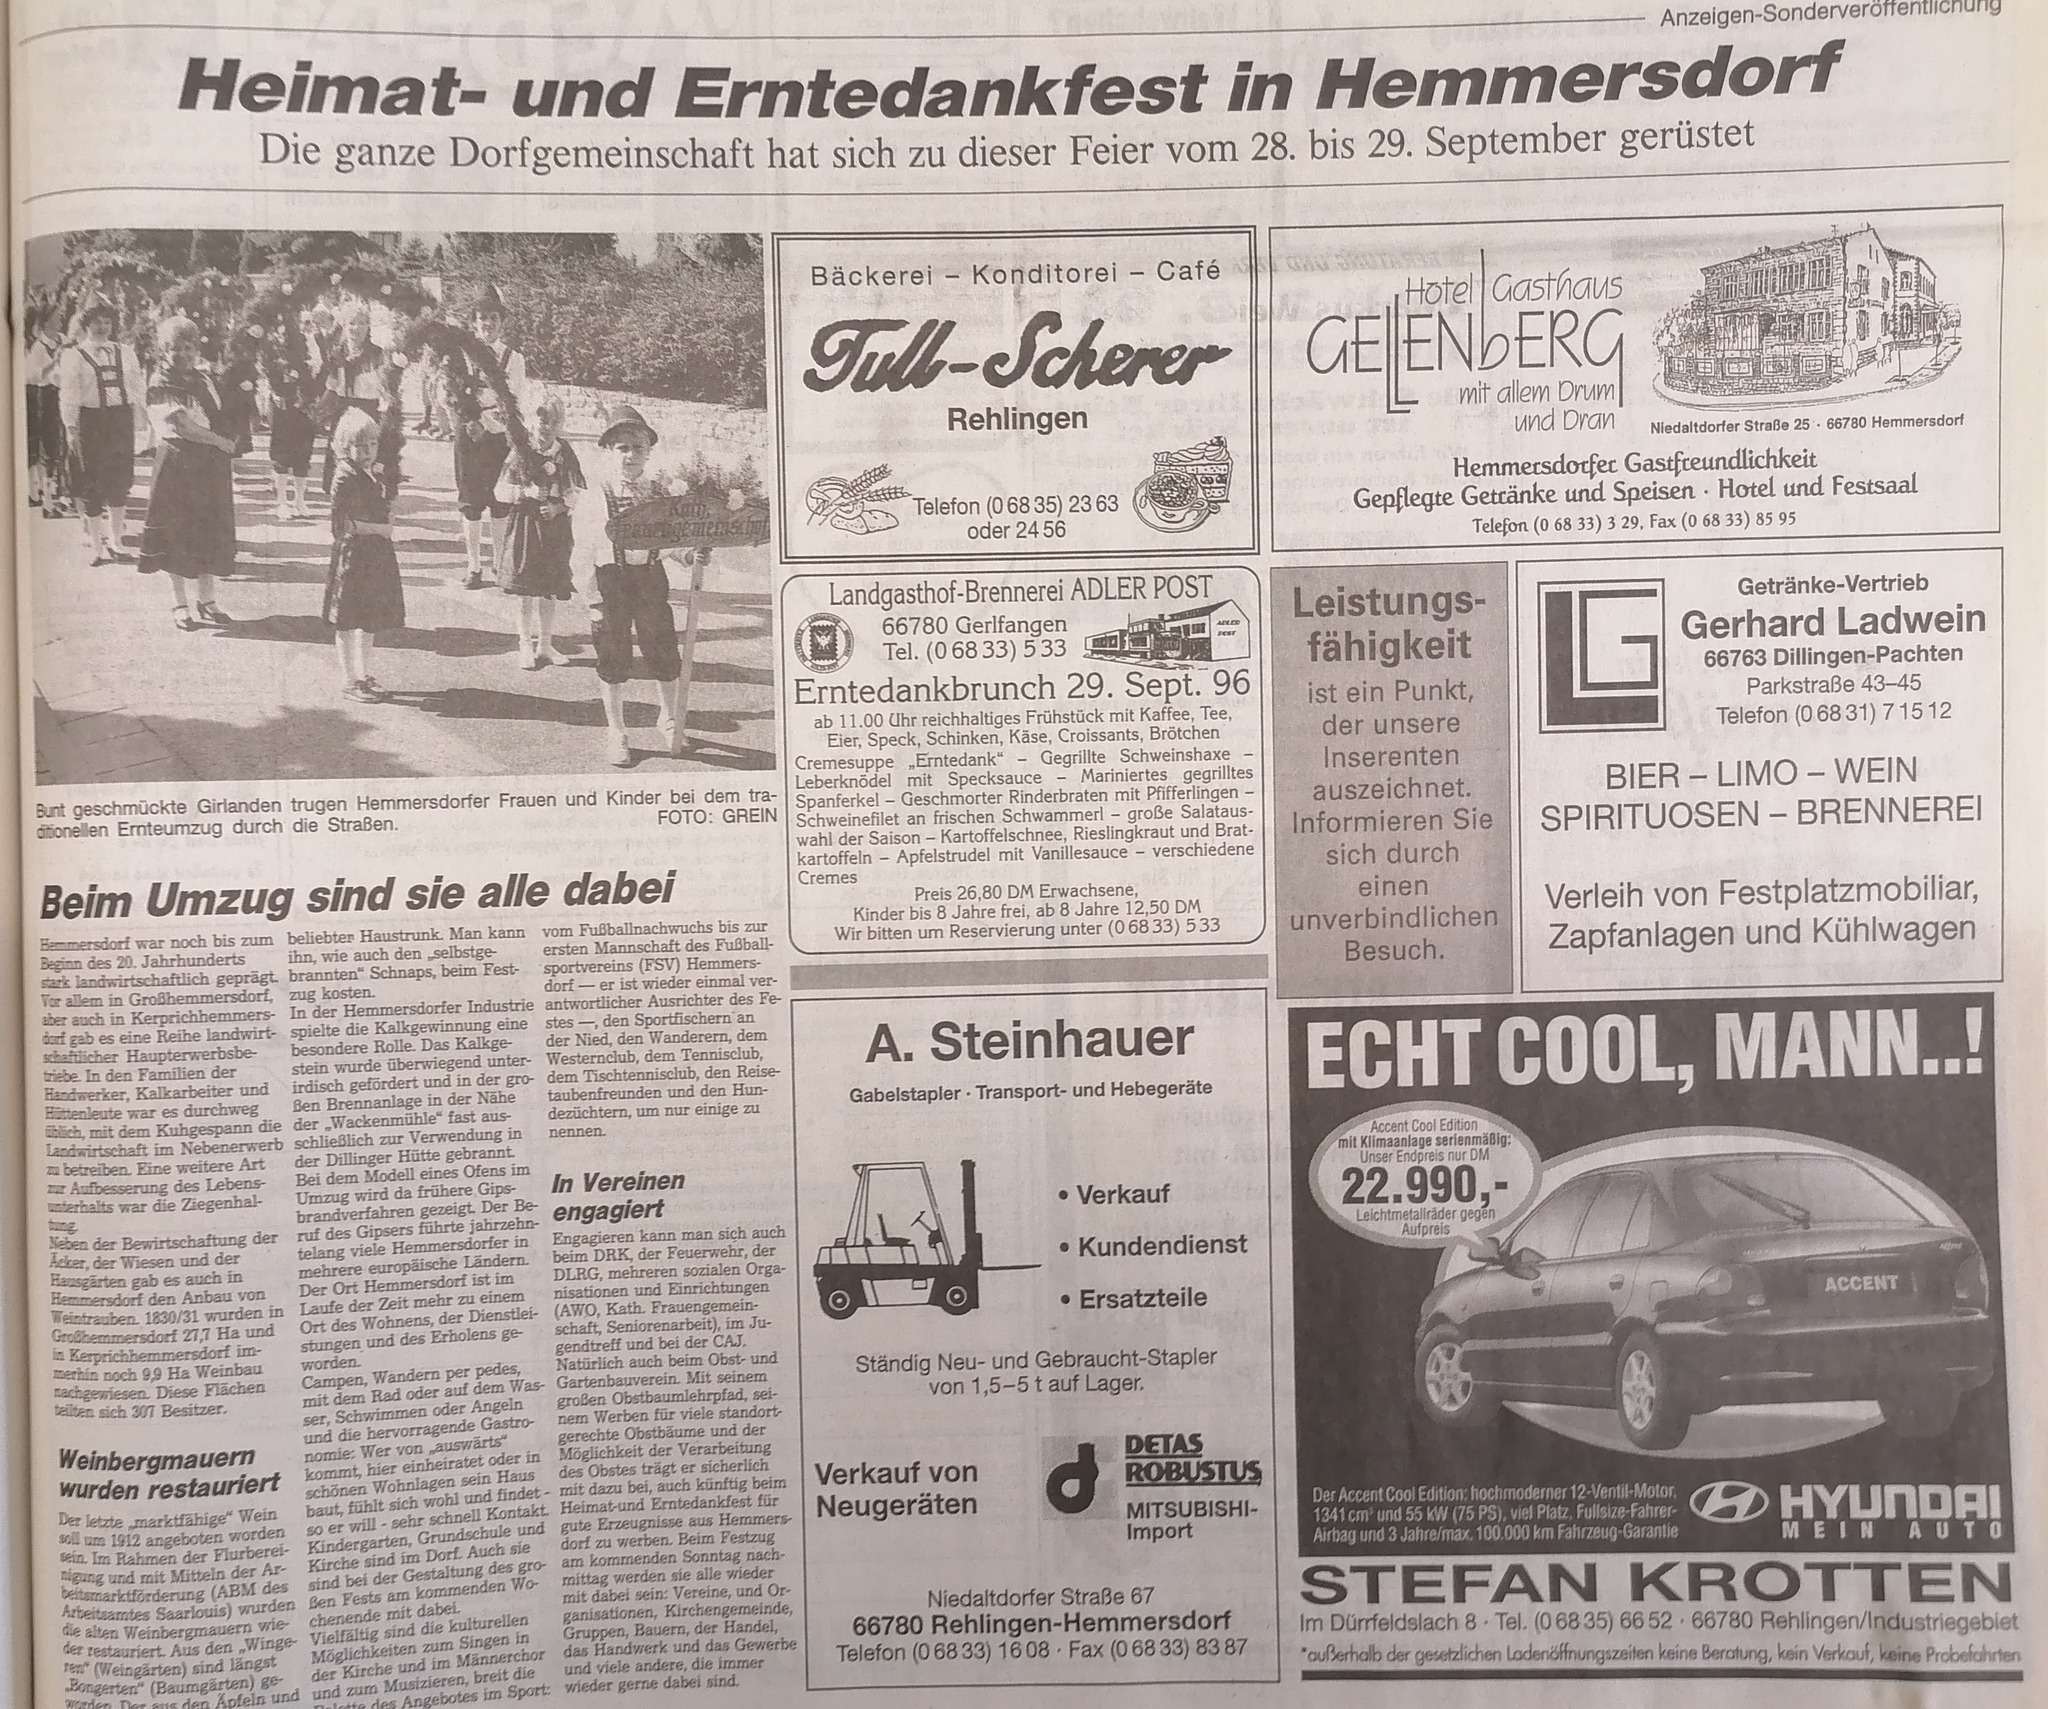 Anzeigen-Sonderveröffentlichung
Heimat- und Erntedankfest in Hemmersdorf
Die ganze Dorfgemeinschaft hat sich zu dieser Feier vom 28. bis 29. September gerüstet
Kath.
Frauengemeinschaft
Bunt geschmückte Girlanden trugen Hemmersdorfer Frauen und Kinder bei dem tra-
ditionellen Ernteumzug durch die Straßen. FOTO: GREIN
Beim Umzug sind sie alle dabei
Hemmersdorf war noch bis zum
Beginn des 20. Jahrhunderts
stark landwirtschaftlich geprägt.
Vor allem in Großhemmersdorf,
aber auch in Kerprichhemmers-
dorf gab es eine Reihe landwirt-
schaftlicher Haupterwerbsbe-
triebe. In den Familien der
Handwerker, Kalkarbeiter und
Hüttenleute war es durchweg
üblich, mit dem Kuhgespann die
Landwirtschaft im Nebenerwerb
zu betreiben. Eine weitere Art
zur Aufbesserung des Lebens-
unterhalts war die Ziegenhal-
tung.
Neben der Bewirtschaftung der
Äcker, der Wiesen und der
Hausgärten gab es auch in
Hemmersdorf den Anbau von
Weintrauben. 1830/31 wurden in
Großhemmersdorf 27,7 Ha und
in Kerprichhemmersdorf im-
merhin noch 9,9 Ha Weinbau
nachgewiesen. Diese Flächen
teilten sich 307 Besitzer.
Weinbergmauern
wurden restauriert
Der letzte „marktfähige" Wein
soll um 1912 angeboten worden
sein. Im Rahmen der Flurberei-
nigung und mit Mitteln der Ar-
beitsmarktförderung (ABM des
Arbeitsamtes Saarlouis) wurden
die alten Weinbergmauern wie-
der restauriert. Aus den „Winge-
ren" (Weingärten) sind längst
„Bongerten" (Baumgärten) ge-
worden. Der aus den Äpfeln und
beliebter Haustrunk. Man kann
ihn, wie auch den „selbstge-
brannten" Schnaps, beim Fest-
zug kosten.
In der Hemmersdorfer Industrie
spielte die Kalkgewinnung eine
besondere Rolle. Das Kalkge-
stein wurde überwiegend unter-
irdisch gefördert und in der gro-
ßen Brennanlage in der Nähe
der „Wackenmühle" fast aus-
schließlich zur Verwendung in
der Dillinger Hütte gebrannt.
Bei dem Modell eines Ofens im
Umzug wird da frühere Gips-
brandverfahren gezeigt. Der Be-
ruf des Gipsers führte jahrzehn-
telang viele Hemmersdorfer in
mehrere europäische Ländern.
Der Ort Hemmersdorf ist im
Laufe der Zeit mehr zu einem
Ort des Wohnens, der Dienstlei-
stungen und des Erholens ge-
worden.
Campen, Wandern per pedes,
mit dem Rad oder auf dem Was-
ser, Schwimmen oder Angeln
und die hervorragende Gastro-
nomie: Wer von „auswärts"
kommt, hier einheiratet oder in
schönen Wohnlagen sein Haus
baut, fühlt sich wohl und findet -
so er will - sehr schnell Kontakt.
Kindergarten, Grundschule und
Kirche sind im Dorf. Auch sie
sind bei der Gestaltung des gro-
ßen Fests am kommenden Wo-
chenende mit dabei.
Vielfältig sind die kulturellen
Möglichkeiten zum Singen in
der Kirche und im Männerchor
und zum Musizieren, breit die
Palette des Angebotes im Sport:
vom Fußballnachwuchs bis zur
ersten Mannschaft des Fußball-
sportvereins (FSV) Hemmers-
dorf — er ist wieder einmal ver-
antwortlicher Ausrichter des Fe-
stes —, den Sportfischern an
der Nied, den Wanderern, dem
Westernclub, dem Tennisclub,
dem Tischtennisclub, den Reise-
taubenfreunden und den Hun-
dezüchtern, um nur einige zu
nennen.
In Vereinen
engagiert
Engagieren kann man sich auch
beim DRK, der Feuerwehr, der
DLRG, mehreren sozialen Orga-
nisationen und Einrichtungen
(AWO, Kath. Frauengemein-
schaft, Seniorenarbeit), im Ju-
gendtreff und bei der CAJ.
Natürlich auch beim Obst- und
Gartenbauverein. Mit seinem
großen Obstbaumlehrpfad, sei-
nem Werben für viele standort-
gerechte Obstbäume und der
Möglichkeit der Verarbeitung
des Obstes trägt er sicherlich
mit dazu bei, auch künftig beim
Heimat-und Erntedankfest für
gute Erzeugnisse aus Hemmers-
dorf zu werben. Beim Festzug
am kommenden Sonntag nach-
mittag werden sie alle wieder
mit dabei sein: Vereine, und Or-
ganisationen, Kirchengemeinde,
Gruppen, Bauern, der Handel,
das Handwerk und das Gewerbe
und viele andere, die immer
wieder gerne dabei sind.
Bäckerei – Konditorei – Café
Tull-Scherer
Rehlingen
Telefon (0 68 35) 23 63
oder 24 56
Hotel Gasthaus
GELLENbERG
mit allem Drum
und Dran
Niedaltdorfer Straße 25 · 66780 Hemmersdorf
Hemmersdorfer Gastfreundlichkeit
Gepflegte Getränke und Speisen · Hotel und Festsaal
Telefon (0 68 33) 3 29, Fax (0 68 33) 85 95
Landgasthof-Brennerei ADLER POST
66780 Gerlfangen
Tel. (0 68 33) 5 33
ADLER
POST
Erntedankbrunch 29. Sept. 96
ab 11.00 Uhr reichhaltiges Frühstück mit Kaffee, Tee,
Eier, Speck, Schinken, Käse, Croissants, Brötchen
Cremesuppe „Erntedank" – Gegrillte Schweinshaxe –
Leberknödel mit Specksauce – Mariniertes gegrilltes
Spanferkel – Geschmorter Rinderbraten mit Pfifferlingen –
Schweinefilet an frischen Schwammerl – große Salataus-
wahl der Saison – Kartoffelschnee, Rieslingkraut und Brat-
kartoffeln – Apfelstrudel mit Vanillesauce – verschiedene
Cremes
Preis 26,80 DM Erwachsene,
Kinder bis 8 Jahre frei, ab 8 Jahre 12,50 DM
Wir bitten um Reservierung unter (0 68 33) 5 33
Leistungs-
fähigkeit
ist ein Punkt,
der unsere
Inserenten
auszeichnet.
Informieren Sie
sich durch
einen
unverbindlichen
Besuch.
LG
Getränke-Vertrieb
Gerhard Ladwein
66763 Dillingen-Pachten
Parkstraße 43–45
Telefon (0 68 31) 7 15 12
BIER – LIMO – WEIN
SPIRITUOSEN – BRENNEREI
Verleih von Festplatzmobiliar,
Zapfanlagen und Kühlwagen
A. Steinhauer
Gabelstapler · Transport- und Hebegeräte
• Verkauf
• Kundendienst
• Ersatzteile
Ständig Neu- und Gebraucht-Stapler
von 1,5–5 t auf Lager.
Verkauf von
Neugeräten
d
DETAS
ROBUSTUS
MITSUBISHI-
Import
Niedaltdorfer Straße 67
66780 Rehlingen-Hemmersdorf
Telefon (0 68 33) 16 08 · Fax (0 68 33) 83 87
ECHT COOL, MANN..!
Accent Cool Edition
mit Klimaanlage serienmäßig:
Unser Endpreis nur DM
22.990,-
Leichtmetallräder gegen
Aufpreis
ACCENT
Der Accent Cool Edition: hochmoderner 12-Ventil-Motor,
1341 cm³ und 55 kW (75 PS), viel Platz, Fullsize-Fahrer-
Airbag und 3 Jahre/max. 100.000 km Fahrzeug-Garantie
HYUNDAI
MEIN AUTO
STEFAN KROTTEN
Im Dürrfeldslach 8 · Tel. (0 68 35) 66 52 · 66780 Rehlingen/Industriegebiet
*außerhalb der gesetzlichen Ladenöffnungszeiten keine Beratung, kein Verkauf, keine Probefahrten